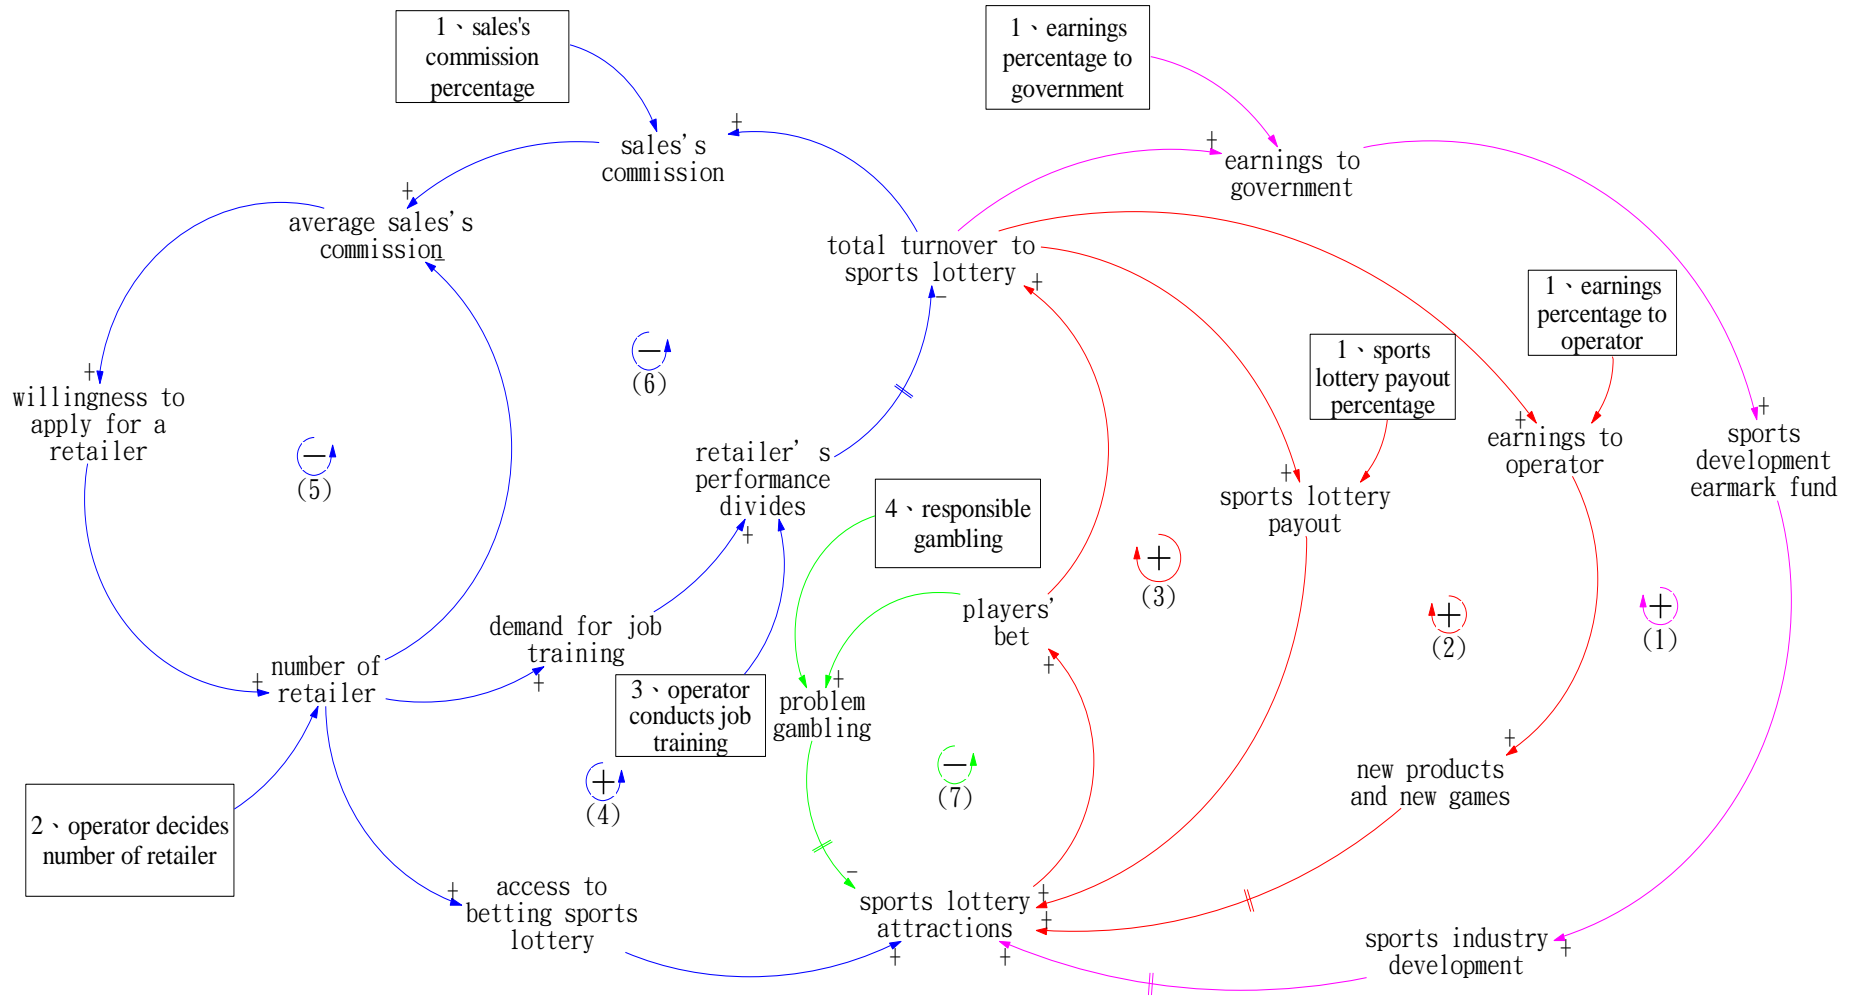 1、sales's
commission
percentage
1、earnings
percentage to
government
sales's
commission
earnings to
government
average sales's
commission
total turnover to
sports lottery
1、earnings
percentage to
operator
1、sports
lottery payout
percentage
willingness to
apply for a
retailer
retailer's
performance
divides
earnings to
operator
sports
development
earmark fund
sports lottery
payout
4、responsible
gambling
players'
bet
demand for job
training
number of
retailer
3、operator
conducts job
training
problem
gambling
new products
and new games
2、operator decides
number of retailer
access to
betting sports
lottery
sports lottery
attractions
sports industry
development
+
+
+
-
+
-
+
+
+
+
+
+
+
+
+
+
+
+
-
+
+
+
+
+
-
(6)
-
(5)
+
(3)
+
(2)
+
(1)
+
(4)
-
(7)